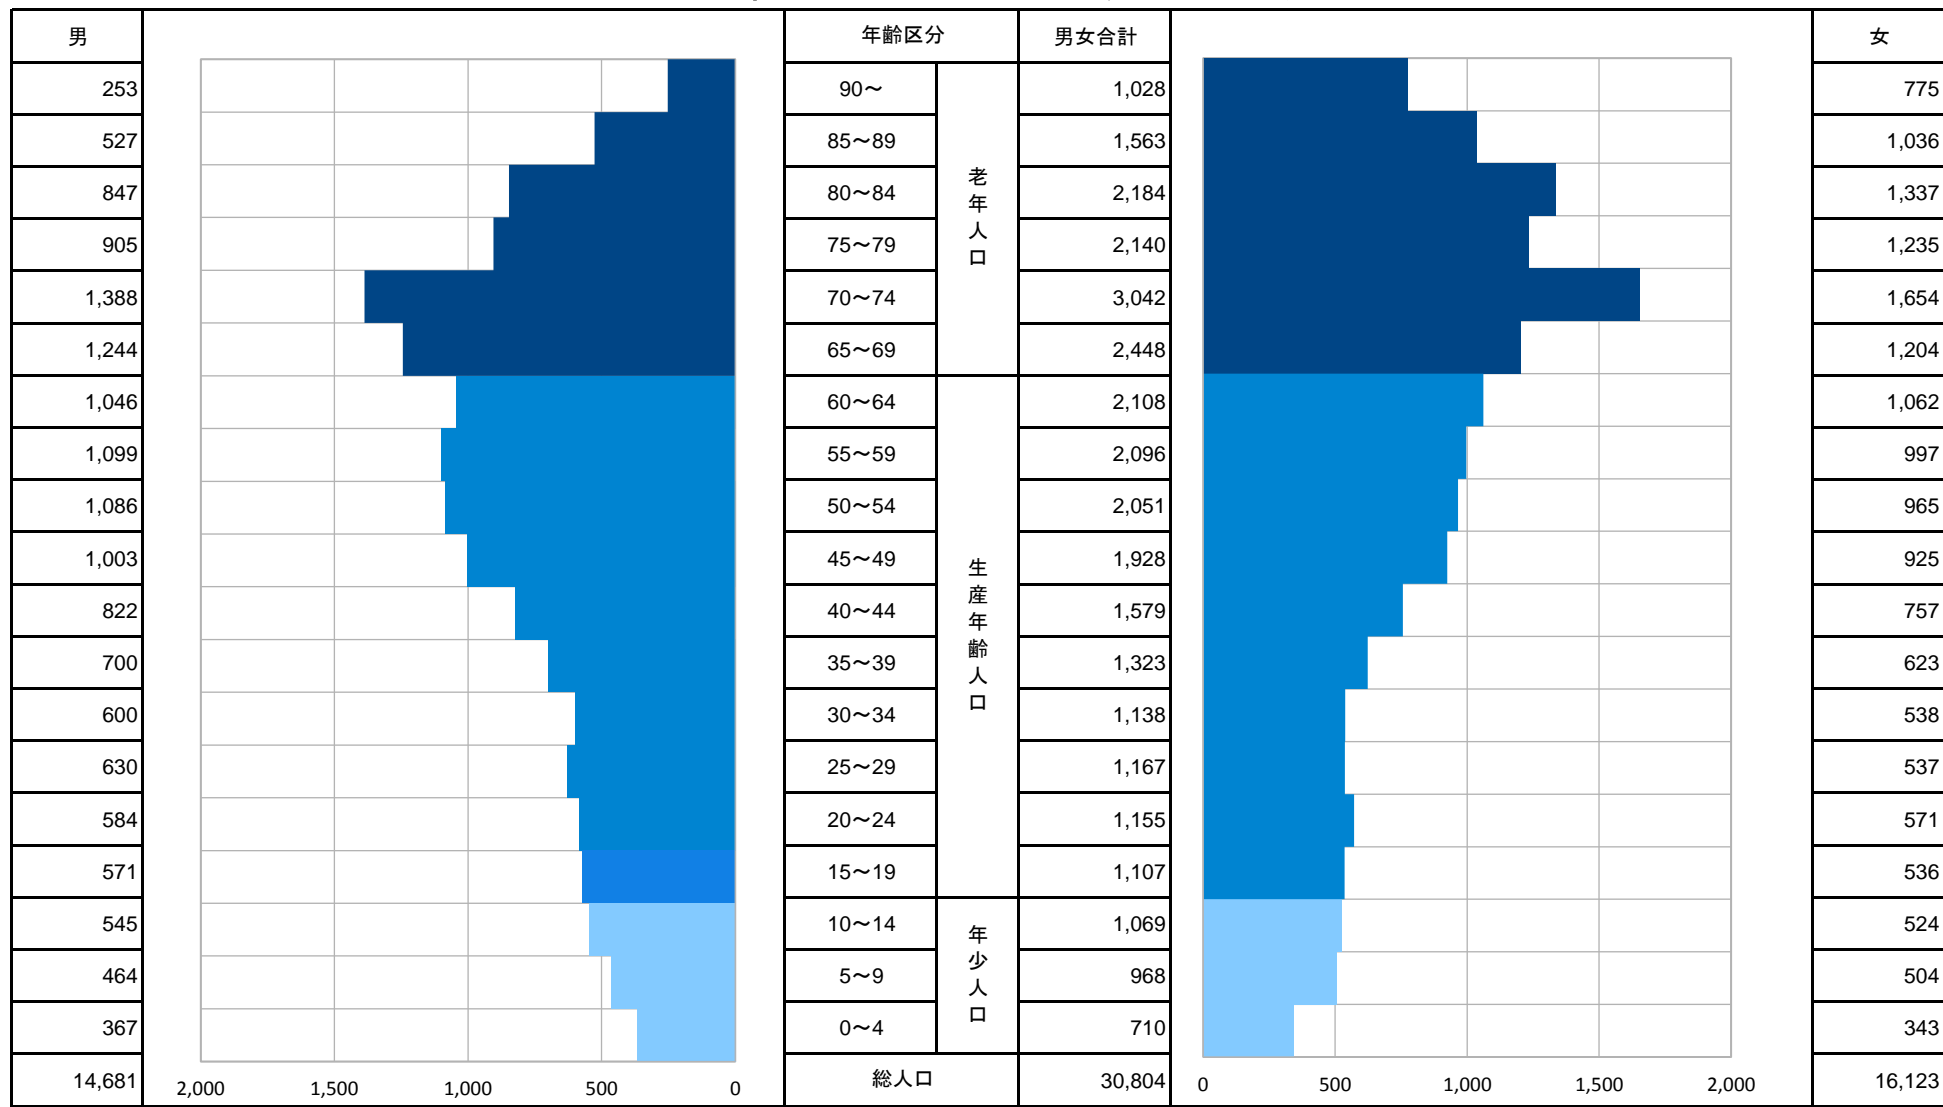 男 年齢区分 男女合計 女
253 90～ 1,028 775
527 85～89 1,563 1,036
847 80～84 2,184 1,337
905 75～79 2,140 1,235
1,388 70～74 3,042 1,654
1,244 65～69 2,448 1,204
老年人口
1,046 60～64 2,108 1,062
1,099 55～59 2,096 997
1,086 50～54 2,051 965
1,003 45～49 1,928 925
822 40～44 1,579 757
700 35～39 1,323 623
600 30～34 1,138 538
630 25～29 1,167 537
584 20～24 1,155 571
571 15～19 1,107 536
生産年齢人口
545 10～14 1,069 524
464 5～9 968 504
367 0～4 710 343
年少人口
14,681 2,000 1,500 1,000 500 0 総人口 30,804 0 500 1,000 1,500 2,000 16,123